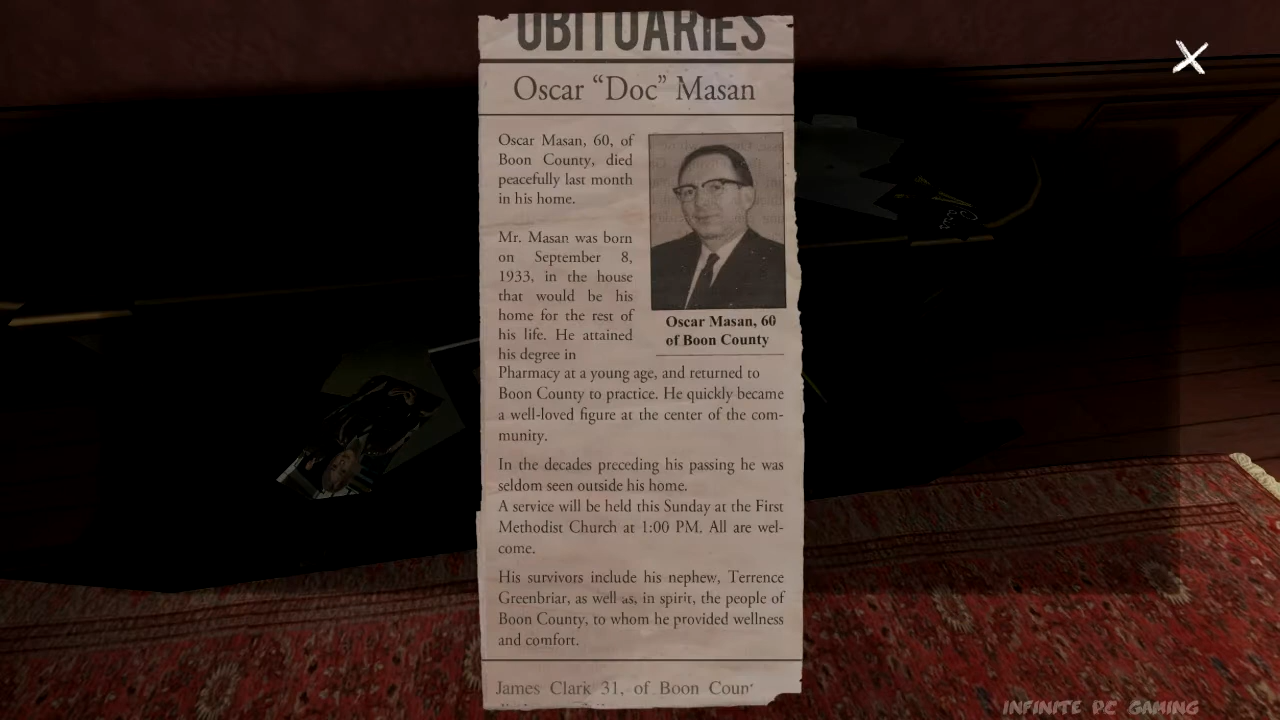 OBITUARIES
Oscar “Doc” Masan
Oscar Masan, 60, of
Boon County, died
peacefully last month
in his home.
Mr. Masan was born
on September 8,
1933, in the house
that would be his
home for the rest of
his life. He attained
his degree in
Pharmacy at a young age, and returned to
Boon County to practice. He quickly became
a well-loved figure at the center of the com-
munity.
Oscar Masan, 60
of Boon County
In the decades preceding his passing he was
seldom seen outside his home.
A service will be held this Sunday at the First
Methodist Church at 1:00 PM. All are wel-
come.
His survivors include his nephew, Terrence
Greenbriar, as well as, in spirit, the people of
Boon County, to whom he provided wellness
and comfort.
James Clark 31, of Boon Coun
INFINITE PC GAMING